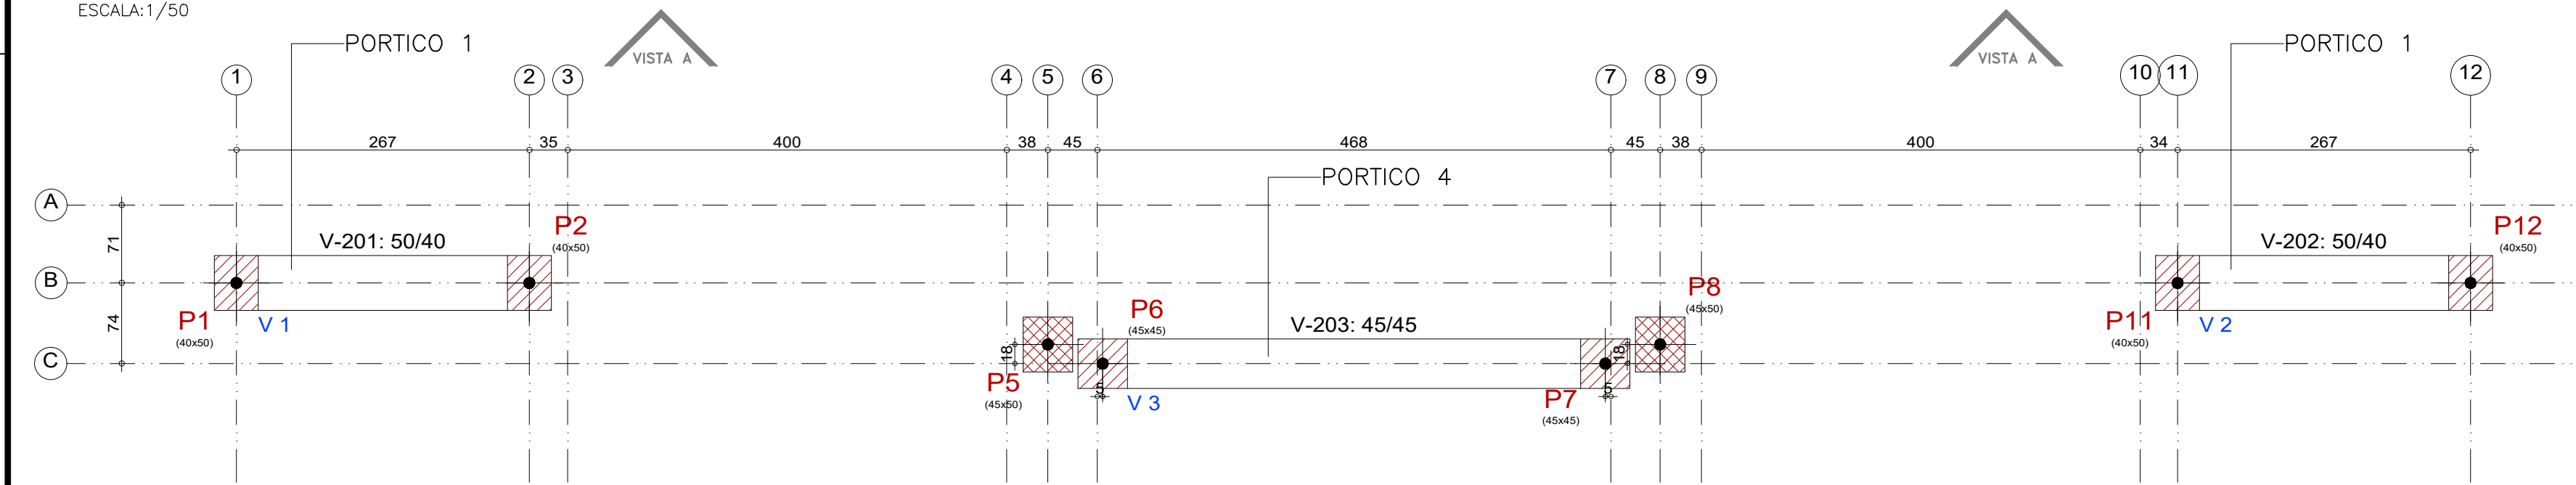 ESCALA:1/50
PORTICO 1
VISTA A
VISTA A
PORTICO 1
1
2
3
4
5
6
7
8
9
10
11
12
267
35
400
38
45
468
45
38
400
34
267
PORTICO 4
A
71
B
74
C
P2
(40x50)
V-201: 50/40
P1
(40x50)
V 1
P6
(45x45)
V-203: 45/45
P8
(45x50)
18
18
P5
(45x50)
5
V 3
5
P7
(45x45)
V-202: 50/40
P12
(40x50)
P11
(40x50)
V 2